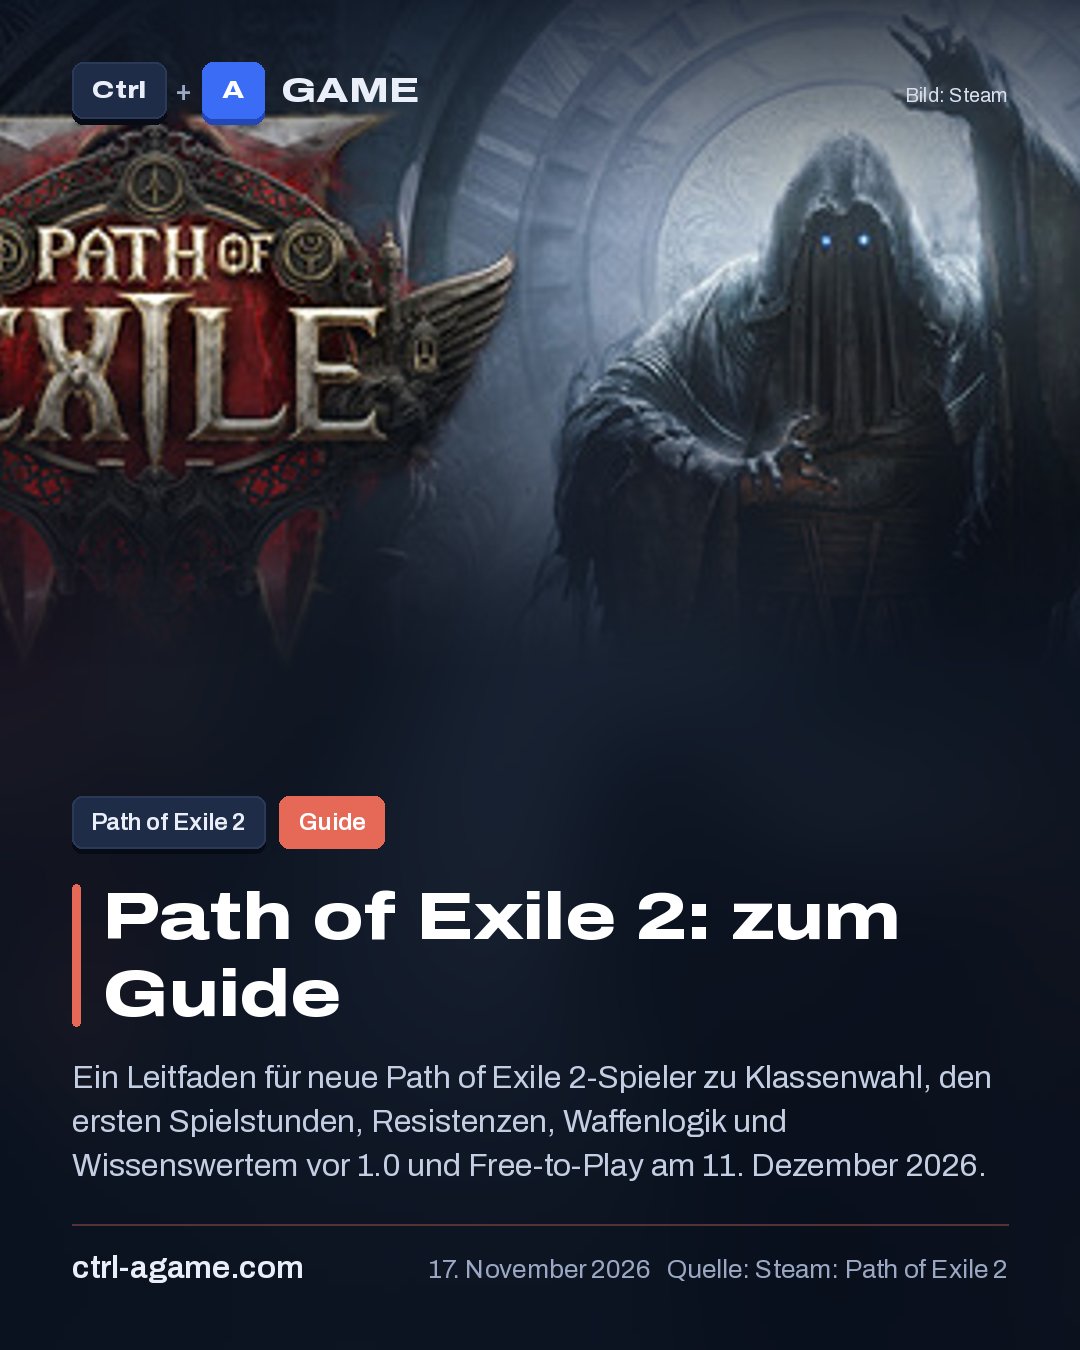 Ctrl + A GAME
Bild: Steam
PATH OF
EXILE
Path of Exile 2
Guide
Path of Exile 2: zum
Guide
Ein Leitfaden für neue Path of Exile 2-Spieler zu Klassenwahl, den
ersten Spielstunden, Resistenzen, Waffenlogik und
Wissenswertem vor 1.0 und Free-to-Play am 11. Dezember 2026.
ctrl-agame.com
17. November 2026 Quelle: Steam: Path of Exile 2